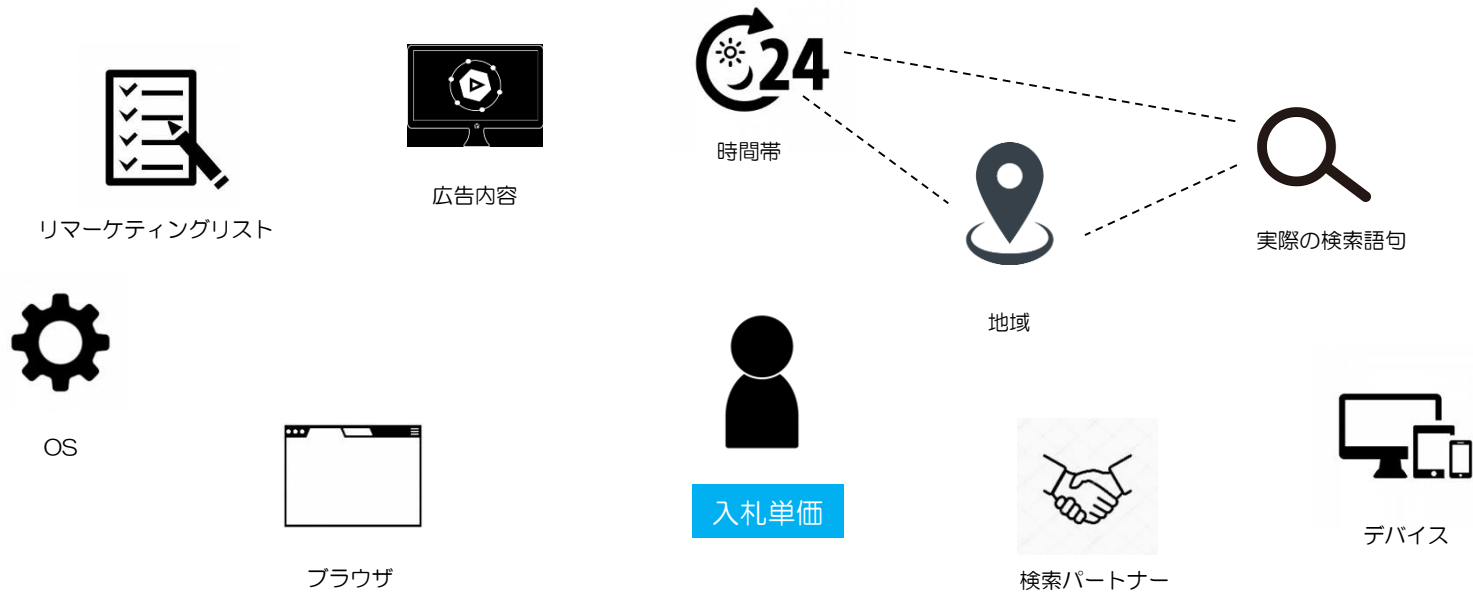 24
時間帯
広告内容
リマーケティングリスト
実際の検索語句
地域
OS
入札単価
デバイス
ブラウザ
検索パートナー